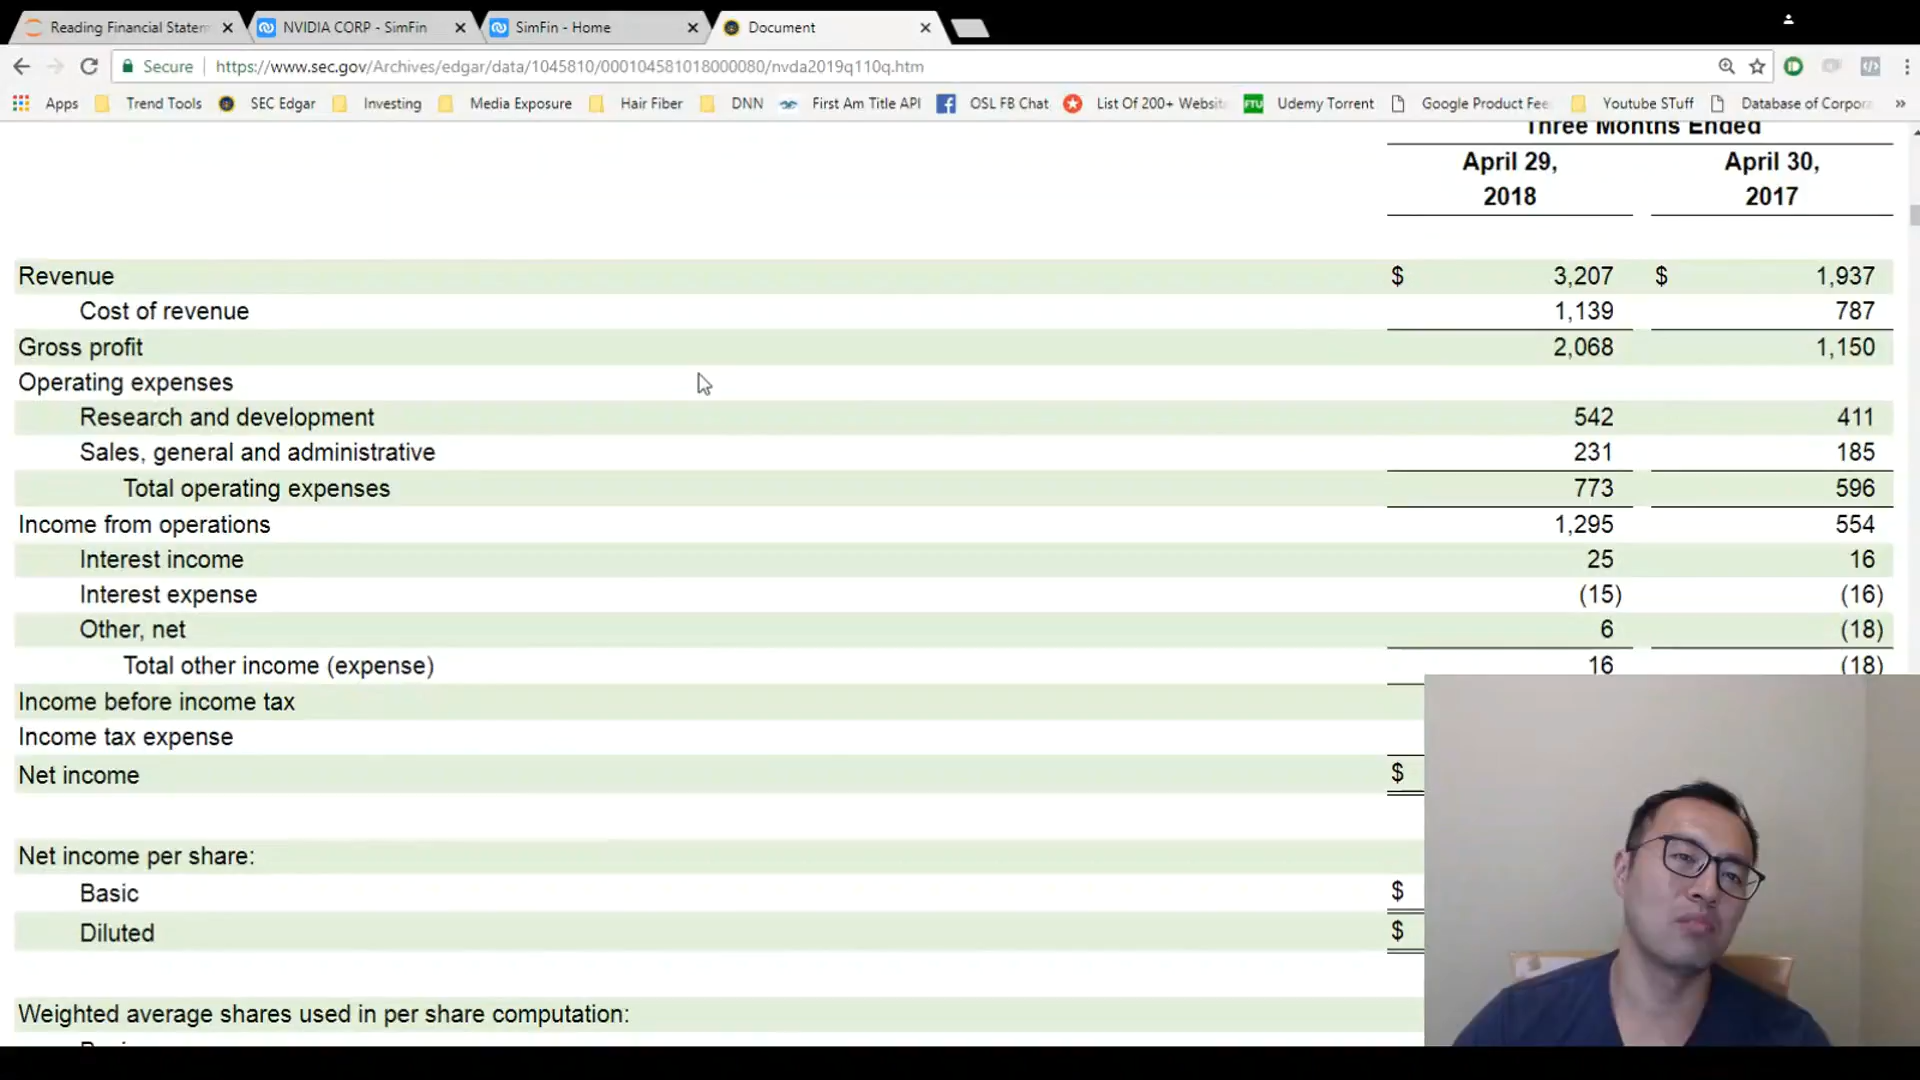 Reading Financial Statem
NVIDIA CORP - SimFin
SimFin - Home
Document
Secure
https://www.sec.gov/Archives/edgar/data/1045810/000104581018000080/nvda2019q110q.htm
Apps
Trend Tools
SEC Edgar
Investing
Media Exposure
Hair Fiber
DNN
First Am Title API
OSL FB Chat
List Of 200+ Websit
FTU
Udemy Torrent
Google Product Fee
Youtube STuff
Database of Corpora
»
Three Months Ended
April 29, 2018
April 30, 2017
Revenue $ 3,207 $ 1,937
Cost of revenue 1,139 787
Gross profit 2,068 1,150
Operating expenses
Research and development 542 411
Sales, general and administrative 231 185
Total operating expenses 773 596
Income from operations 1,295 554
Interest income 25 16
Interest expense (15) (16)
Other, net 6 (18)
Total other income (expense) 16 (18)
Income before income tax
Income tax expense
Net income $
Net income per share:
Basic $
Diluted $
Weighted average shares used in per share computation: